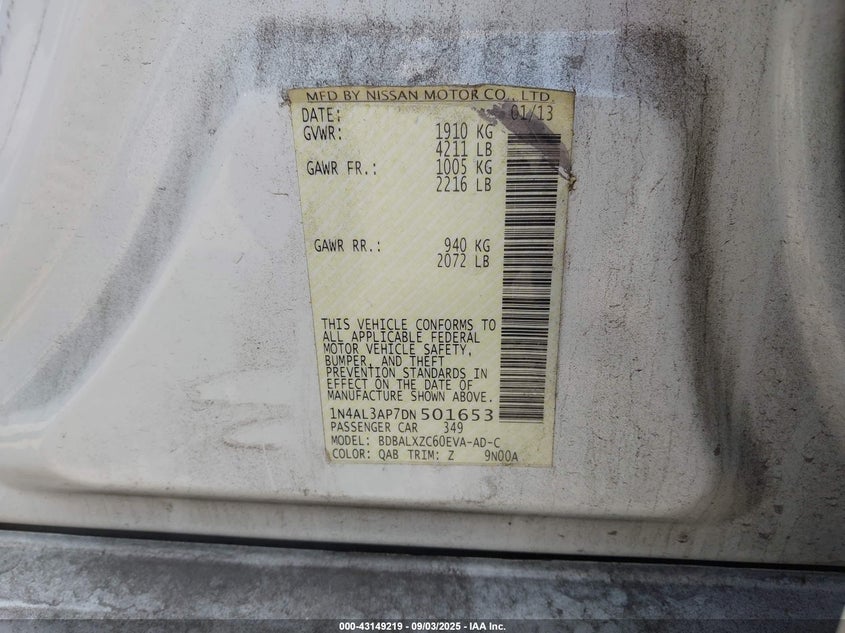 MFD BY NISSAN MOTOR CO., LTD.
DATE: 01/13
GVWR: 1910 KG
4211 LB
GAWR FR.: 1005 KG
2216 LB
GAWR RR.: 940 KG
2072 LB
THIS VEHICLE CONFORMS TO
ALL APPLICABLE FEDERAL
MOTOR VEHICLE SAFETY,
BUMPER, AND THEFT
PREVENTION STANDARDS IN
EFFECT ON THE DATE OF
MANUFACTURE SHOWN ABOVE.
1N4AL3AP7DN501653
PASSENGER CAR 349
MODEL: BDBALXZC60EVA-AD-C
COLOR: QAB TRIM: Z 9N00A
000-43149219 - 09/03/2025 - IAA Inc.